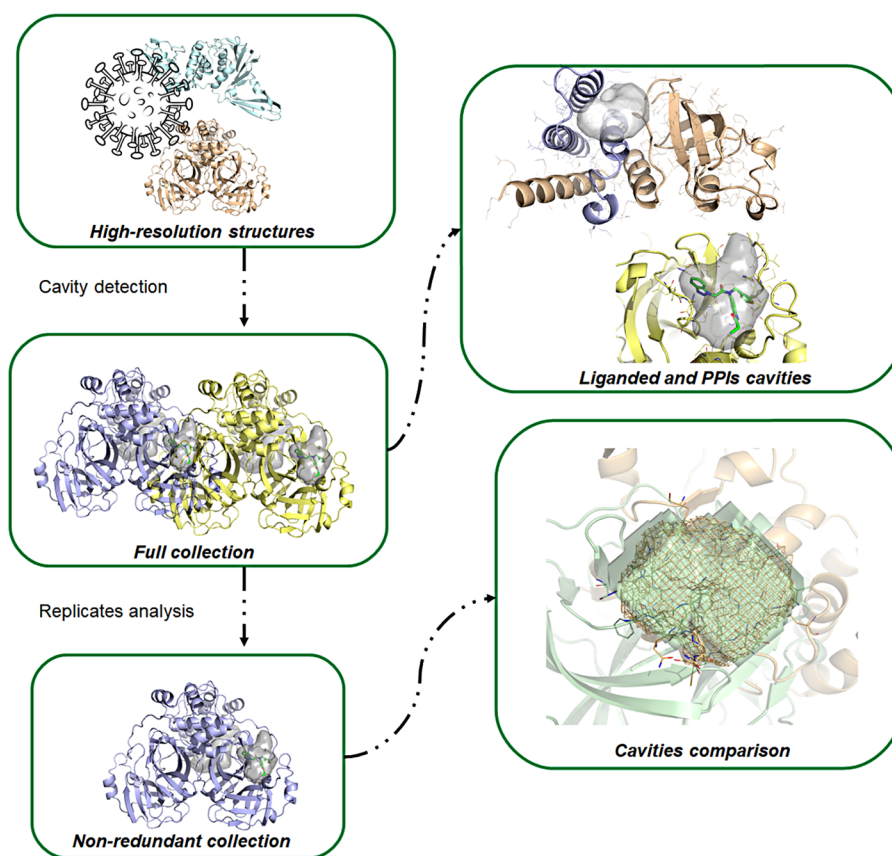 High-resolution structures
Cavity detection
Full collection
Replicates analysis
Non-redundant collection
Liganded and PPIs cavities
Cavities comparison